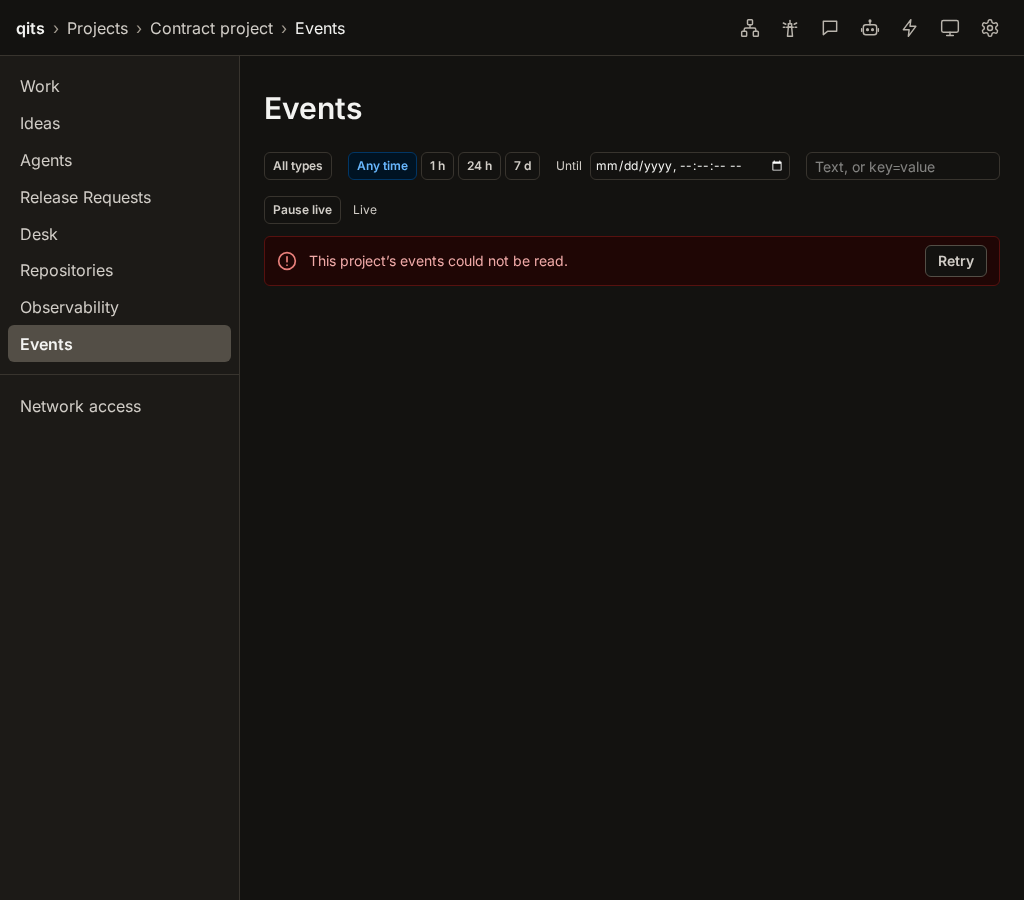 qits › Projects › Contract project › Events
Work
Ideas
Agents
Release Requests
Desk
Repositories
Observability
Events
Network access
Events
All types Any time 1 h 24 h 7 d Until mm/dd/yyyy, --:--:-- -- Text, or key=value
Pause live Live
This project’s events could not be read. Retry